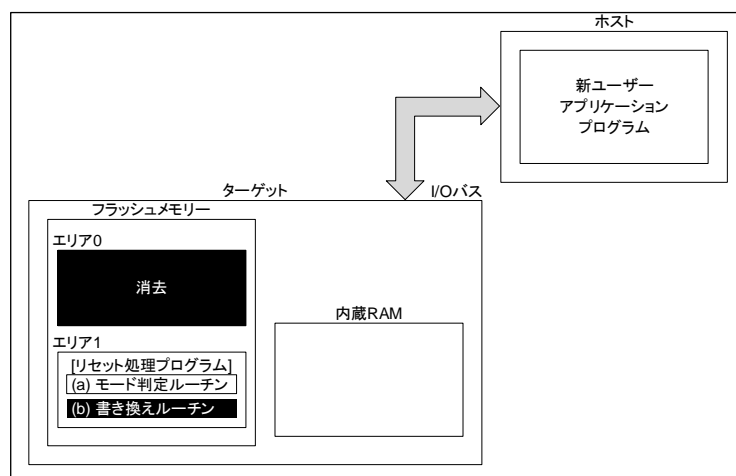 ホスト
新ユーザー
アプリケーション
プログラム
ターゲット
I/Oバス
フラッシュメモリー
エリア0
消去
内蔵RAM
エリア1
[リセット処理プログラム]
(a) モード判定ルーチン
(b) 書き換えルーチン